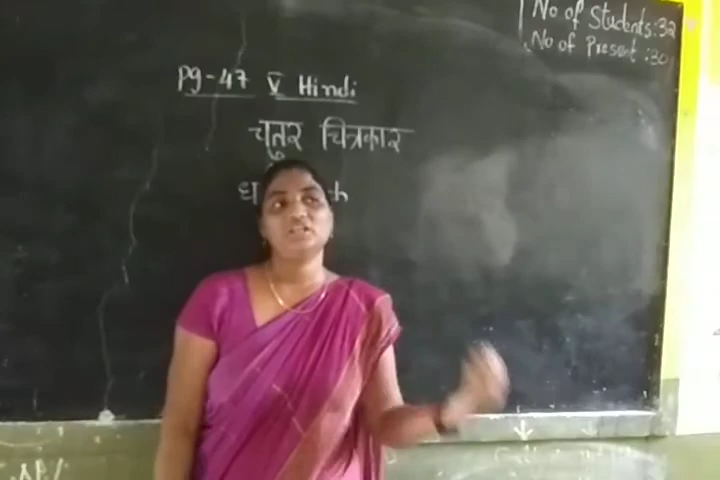 No of Students:32
No of Present :30
Pg-47 V Hindi
चतुर चित्रकार